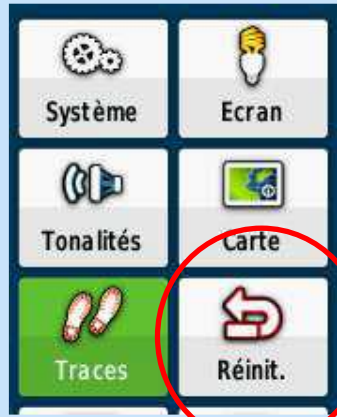 Système
Ecran
Tonalités
Carte
Traces
Réinit.